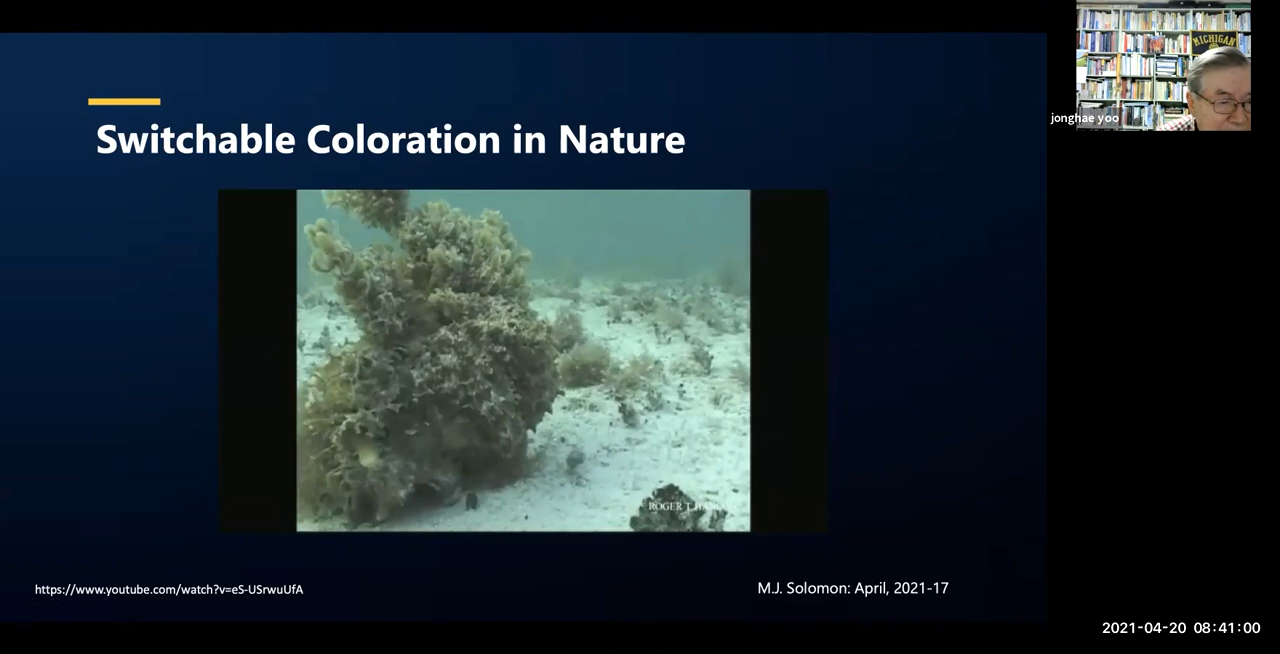 MICHIGAN
jonghae yoo
Switchable Coloration in Nature
ROGER T
https://www.youtube.com/watch?v=eS-USrwuUfA
M.J. Solomon: April, 2021-17
2021-04-20 08:41:00